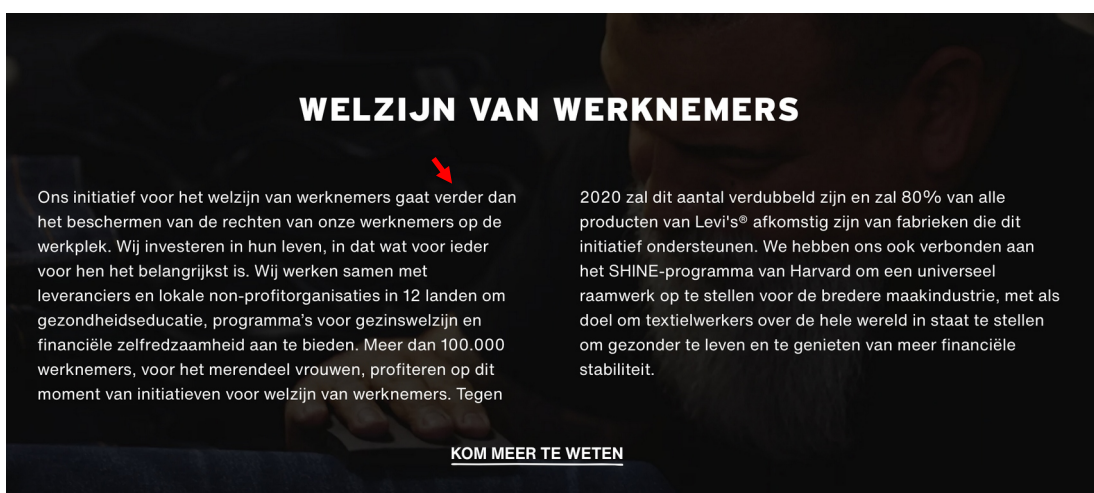 WELZIJN VAN WERKNEMERS
Ons initiatief voor het welzijn van werknemers gaat verder dan
het beschermen van de rechten van onze werknemers op de
werkplek. Wij investeren in hun leven, in dat wat voor ieder
voor hen het belangrijkst is. Wij werken samen met
leveranciers en lokale non-profitorganisaties in 12 landen om
gezondheidseducatie, programma's voor gezinswelzijn en
financiële zelfredzaamheid aan te bieden. Meer dan 100.000
werknemers, voor het merendeel vrouwen, profiteren op dit
moment van initiatieven voor welzijn van werknemers. Tegen
2020 zal dit aantal verdubbeld zijn en zal 80% van alle
producten van Levi's® afkomstig zijn van fabrieken die dit
initiatief ondersteunen. We hebben ons ook verbonden aan
het SHINE-programma van Harvard om een universeel
raamwerk op te stellen voor de bredere maakindustrie, met als
doel om textielwerkers over de hele wereld in staat te stellen
om gezonder te leven en te genieten van meer financiële
stabiliteit.
KOM MEER TE WETEN